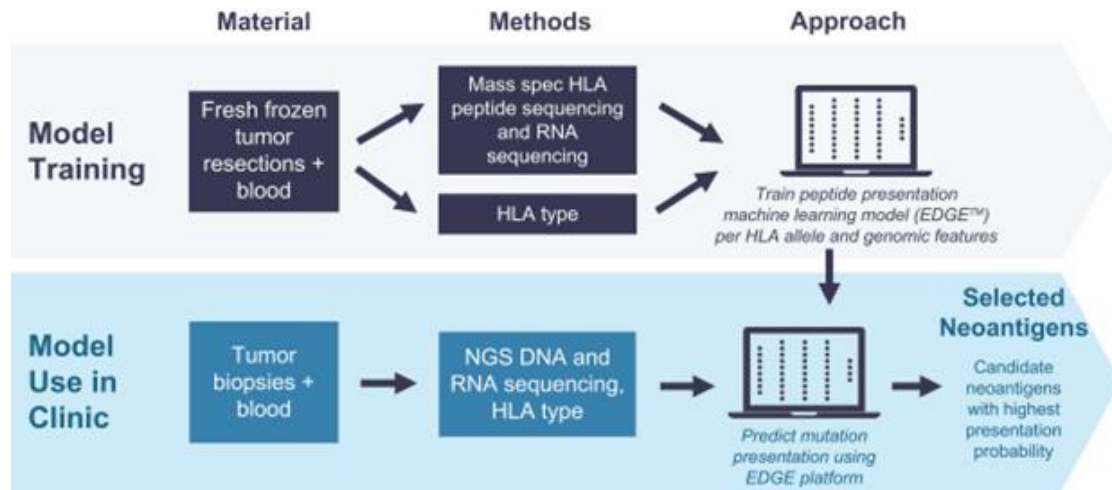 Material
Methods
Approach
Model
Training
Fresh frozen
tumor
resections +
blood
Mass spec HLA
peptide sequencing
and RNA
sequencing
HLA type
Train peptide presentation
machine learning model (EDGE™)
per HLA allele and genomic features
Model
Use in
Clinic
Tumor
biopsies +
blood
NGS DNA and
RNA sequencing,
HLA type
Predict mutation
presentation using
EDGE platform
Selected
Neoantigens
Candidate
neoantigens
with highest
presentation
probability